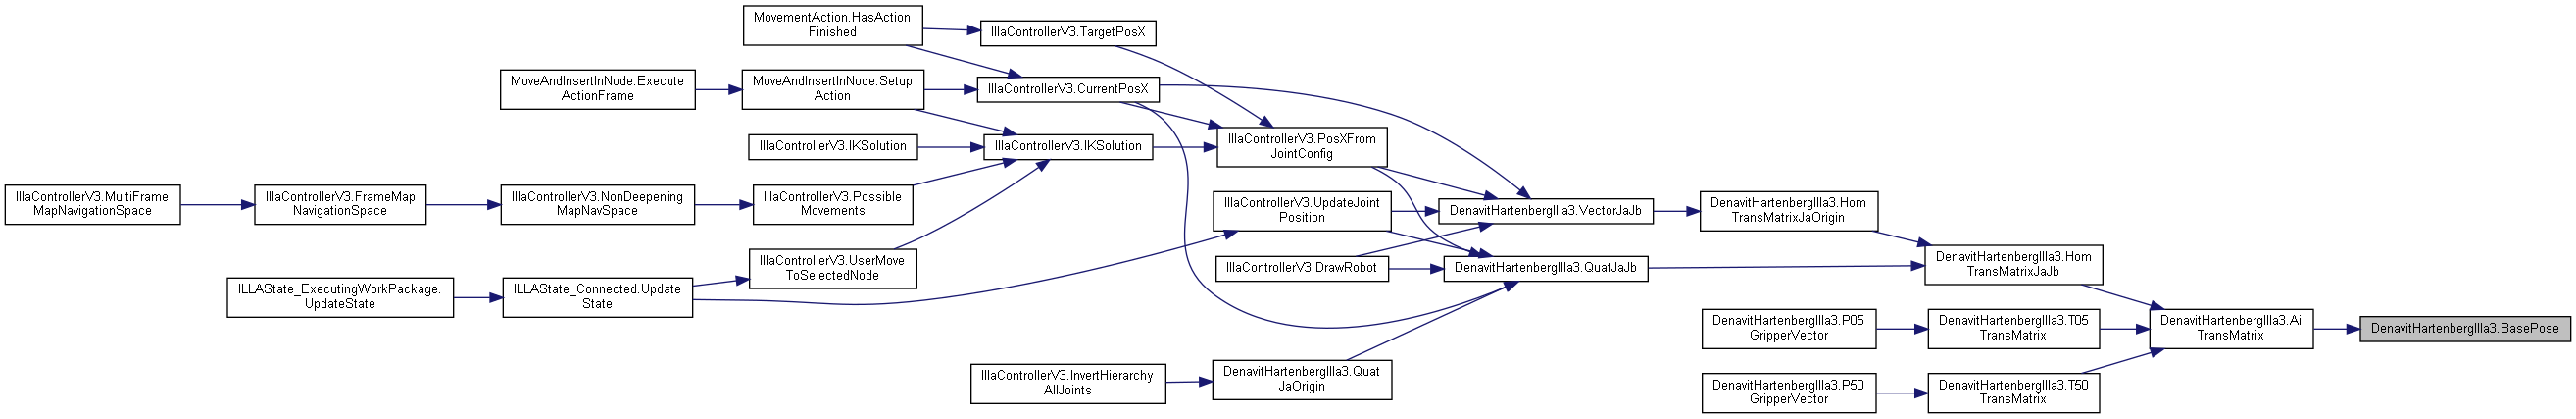 MovementAction.HasAction
Finished
IllaControllerV3.TargetPosX
MoveAndInsertInNode.Execute
ActionFrame
MoveAndInsertInNode.Setup
Action
IllaControllerV3.CurrentPosX
IllaControllerV3.IKSolution
IllaControllerV3.IKSolution
IllaControllerV3.PosXFrom
JointConfig
IllaControllerV3.MultiFrame
MapNavigationSpace
IllaControllerV3.FrameMap
NavigationSpace
IllaControllerV3.NonDeepening
MapNavSpace
IllaControllerV3.Possible
Movements
IllaControllerV3.UpdateJoint
Position
DenavitHartenbergIlla3.VectorJaJb
DenavitHartenbergIlla3.Hom
TransMatrixJaOrigin
ILLAState_ExecutingWorkPackage.
UpdateState
ILLAState_Connected.Update
State
IllaControllerV3.UserMove
ToSelectedNode
IllaControllerV3.DrawRobot
DenavitHartenbergIlla3.QuatJaJb
DenavitHartenbergIlla3.Hom
TransMatrixJaJb
DenavitHartenbergIlla3.P05
GripperVector
DenavitHartenbergIlla3.T05
TransMatrix
DenavitHartenbergIlla3.Ai
TransMatrix
DenavitHartenbergIlla3.BasePose
IllaControllerV3.InvertHierarchy
AllJoints
DenavitHartenbergIlla3.Quat
JaOrigin
DenavitHartenbergIlla3.P50
GripperVector
DenavitHartenbergIlla3.T50
TransMatrix